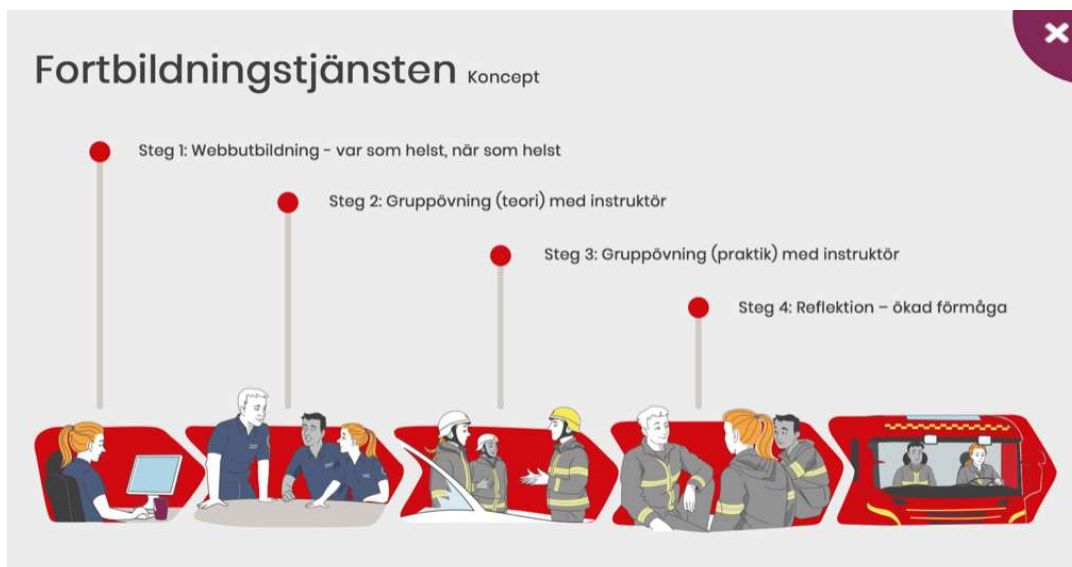 Fortbildningstjänsten Koncept
Steg 1: Webbutbildning - var som helst, när som helst
Steg 2: Gruppövning (teori) med instruktör
Steg 3: Gruppövning (praktik) med instruktör
Steg 4: Reflektion – ökad förmåga